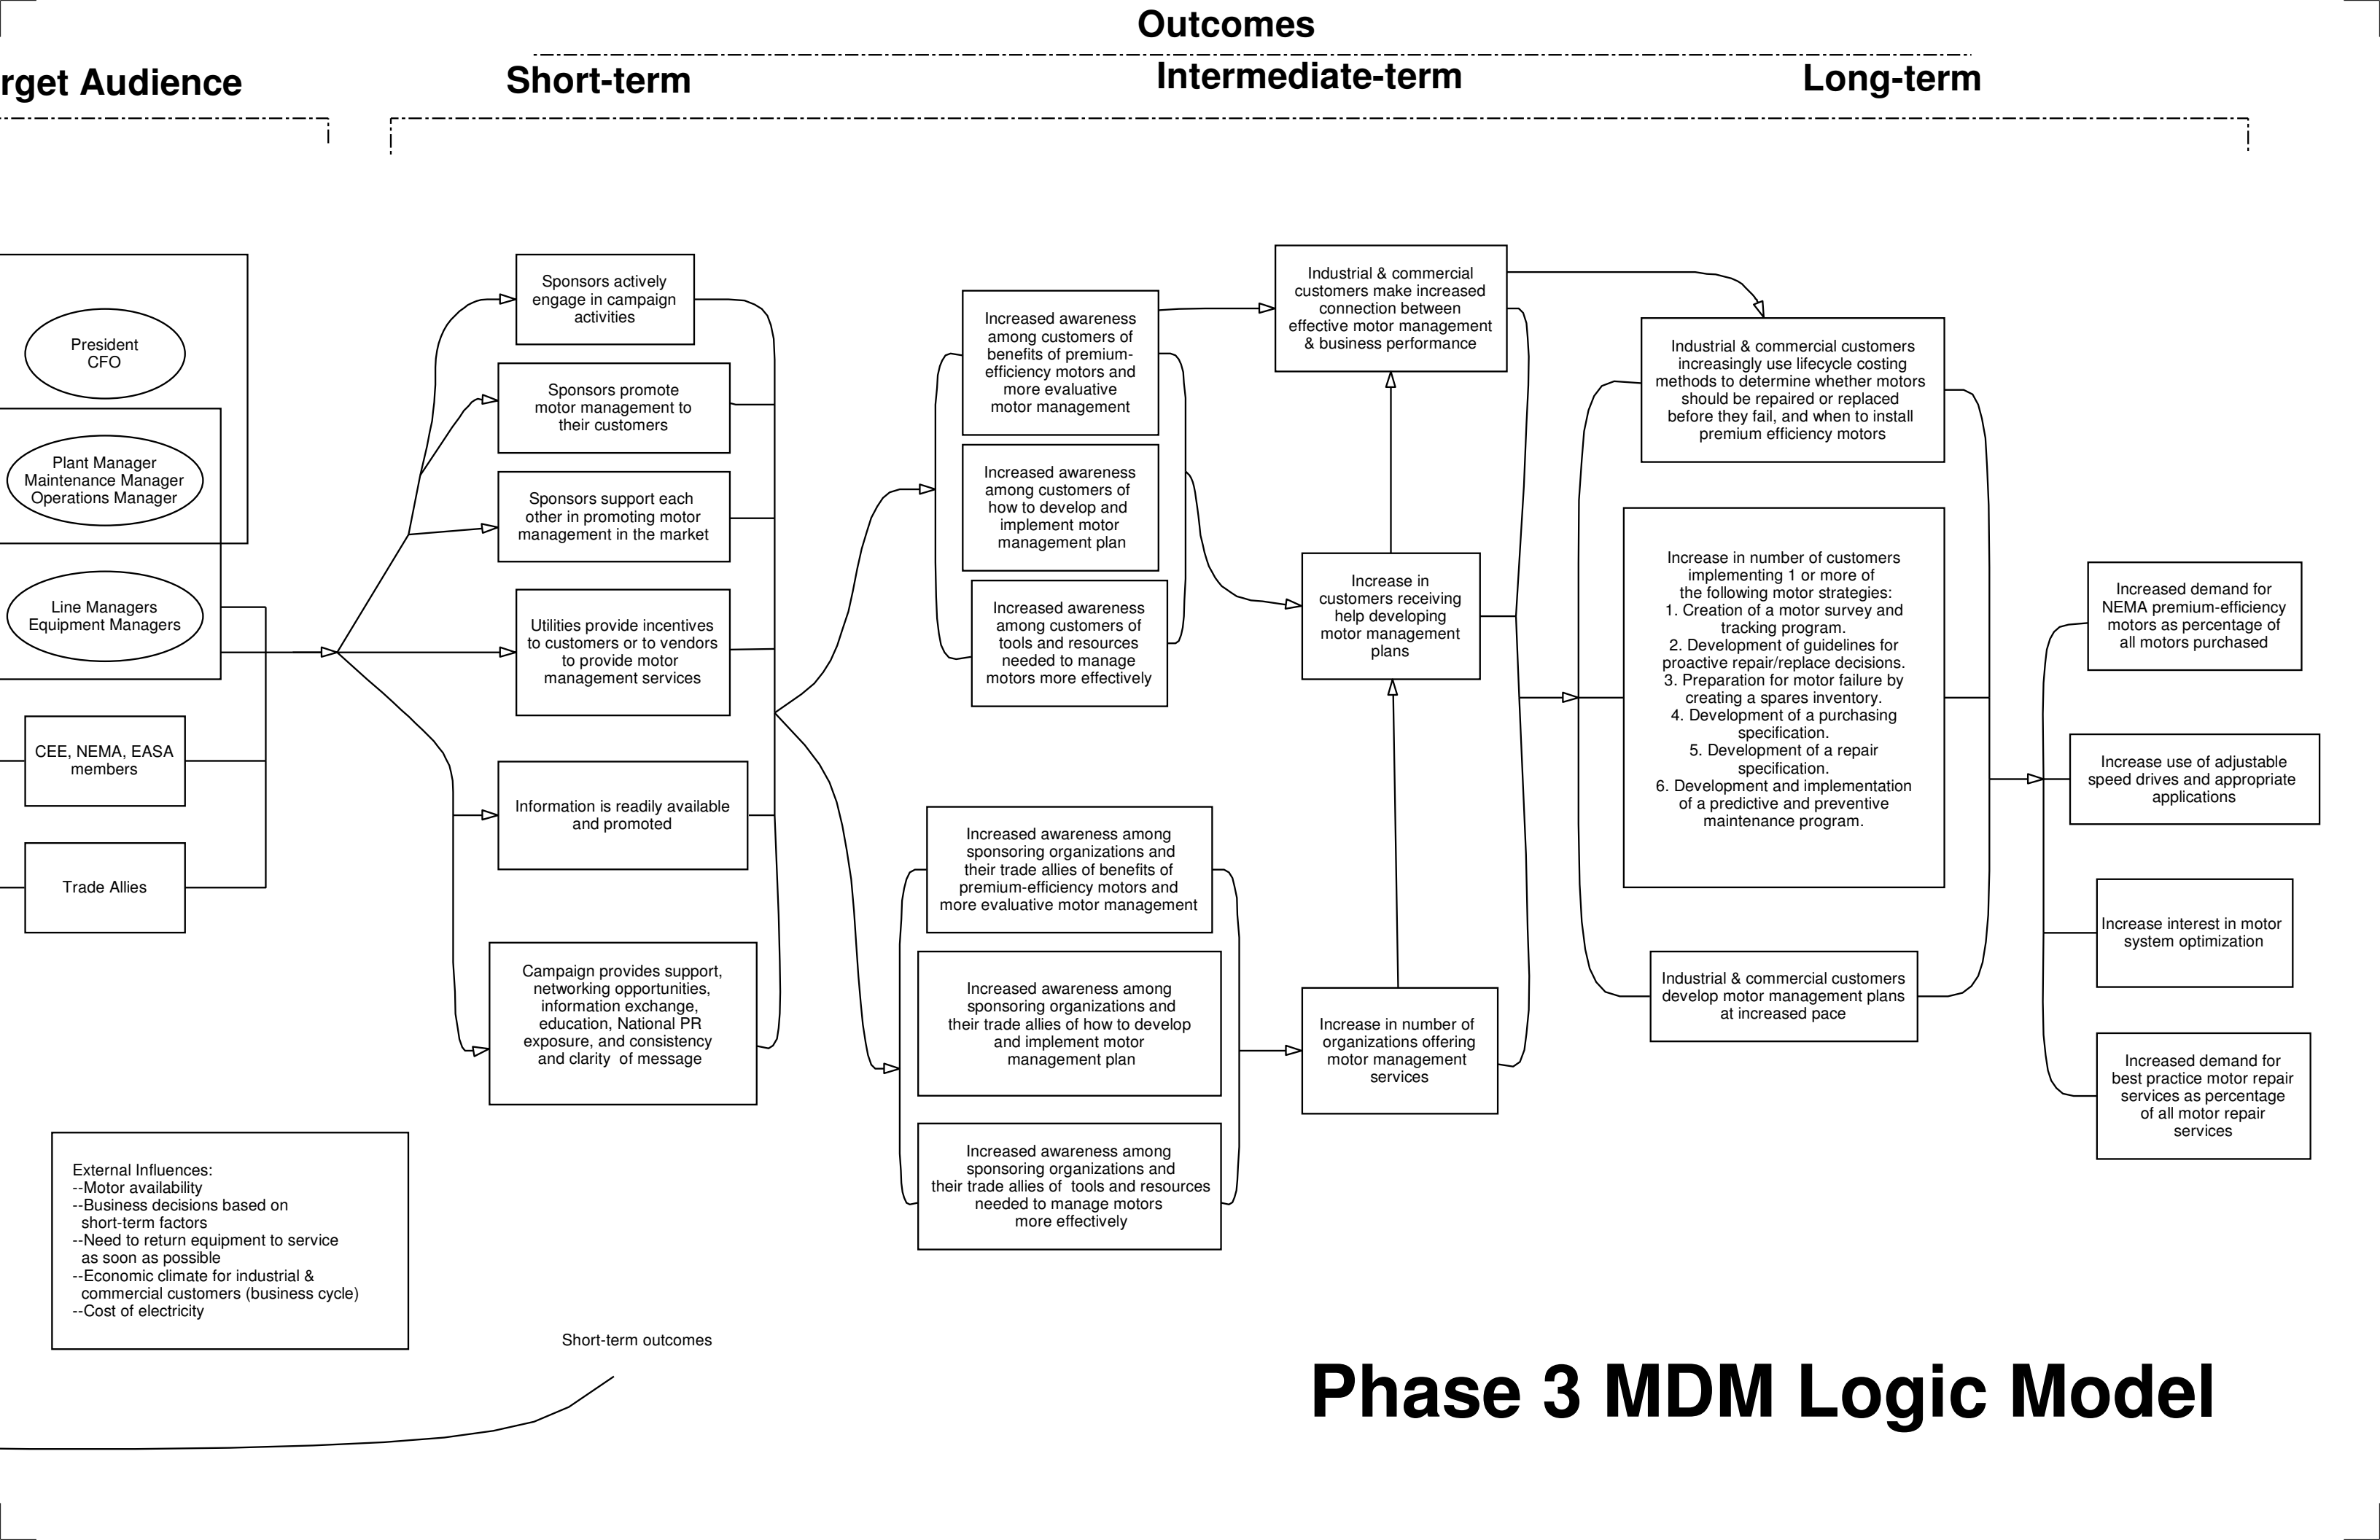 Outcomes
rget Audience
Short-term
Intermediate-term
Long-term
President
CFO
Plant Manager
Maintenance Manager
Operations Manager
Line Managers
Equipment Managers
CEE, NEMA, EASA
members
Trade Allies
External Influences:
--Motor availability
--Business decisions based on
short-term factors
--Need to return equipment to service
as soon as possible
--Economic climate for industrial &
commercial customers (business cycle)
--Cost of electricity
Sponsors actively
engage in campaign
activities
Sponsors promote
motor management to
their customers
Sponsors support each
other in promoting motor
management in the market
Utilities provide incentives
to customers or to vendors
to provide motor
management services
Information is readily available
and promoted
Campaign provides support,
networking opportunities,
information exchange,
education, National PR
exposure, and consistency
and clarity  of message
Short-term outcomes
Increased awareness
among customers of
benefits of premium-
efficiency motors and
more evaluative
motor management
Increased awareness
among customers of
how to develop and
implement motor
management plan
Increased awareness
among customers of
tools and resources
needed to manage
motors more effectively
Increased awareness among
sponsoring organizations and
their trade allies of benefits of
premium-efficiency motors and
more evaluative motor management
Increased awareness among
sponsoring organizations and
their trade allies of how to develop
and implement motor
management plan
Increased awareness among
sponsoring organizations and
their trade allies of  tools and resources
needed to manage motors
more effectively
Industrial & commercial
customers make increased
connection between
effective motor management
& business performance
Increase in
customers receiving
help developing
motor management
plans
Increase in number of
organizations offering
motor management
services
Industrial & commercial customers
increasingly use lifecycle costing
methods to determine whether motors
should be repaired or replaced
before they fail, and when to install
premium efficiency motors
Increase in number of customers
implementing 1 or more of
the following motor strategies:
1. Creation of a motor survey and
tracking program.
2. Development of guidelines for
proactive repair/replace decisions.
3. Preparation for motor failure by
creating a spares inventory.
4. Development of a purchasing
specification.
5. Development of a repair
specification.
6. Development and implementation
of a predictive and preventive
maintenance program.
Industrial & commercial customers
develop motor management plans
at increased pace
Increased demand for
NEMA premium-efficiency
motors as percentage of
all motors purchased
Increase use of adjustable
speed drives and appropriate
applications
Increase interest in motor
system optimization
Increased demand for
best practice motor repair
services as percentage
of all motor repair
services
Phase 3 MDM Logic Model